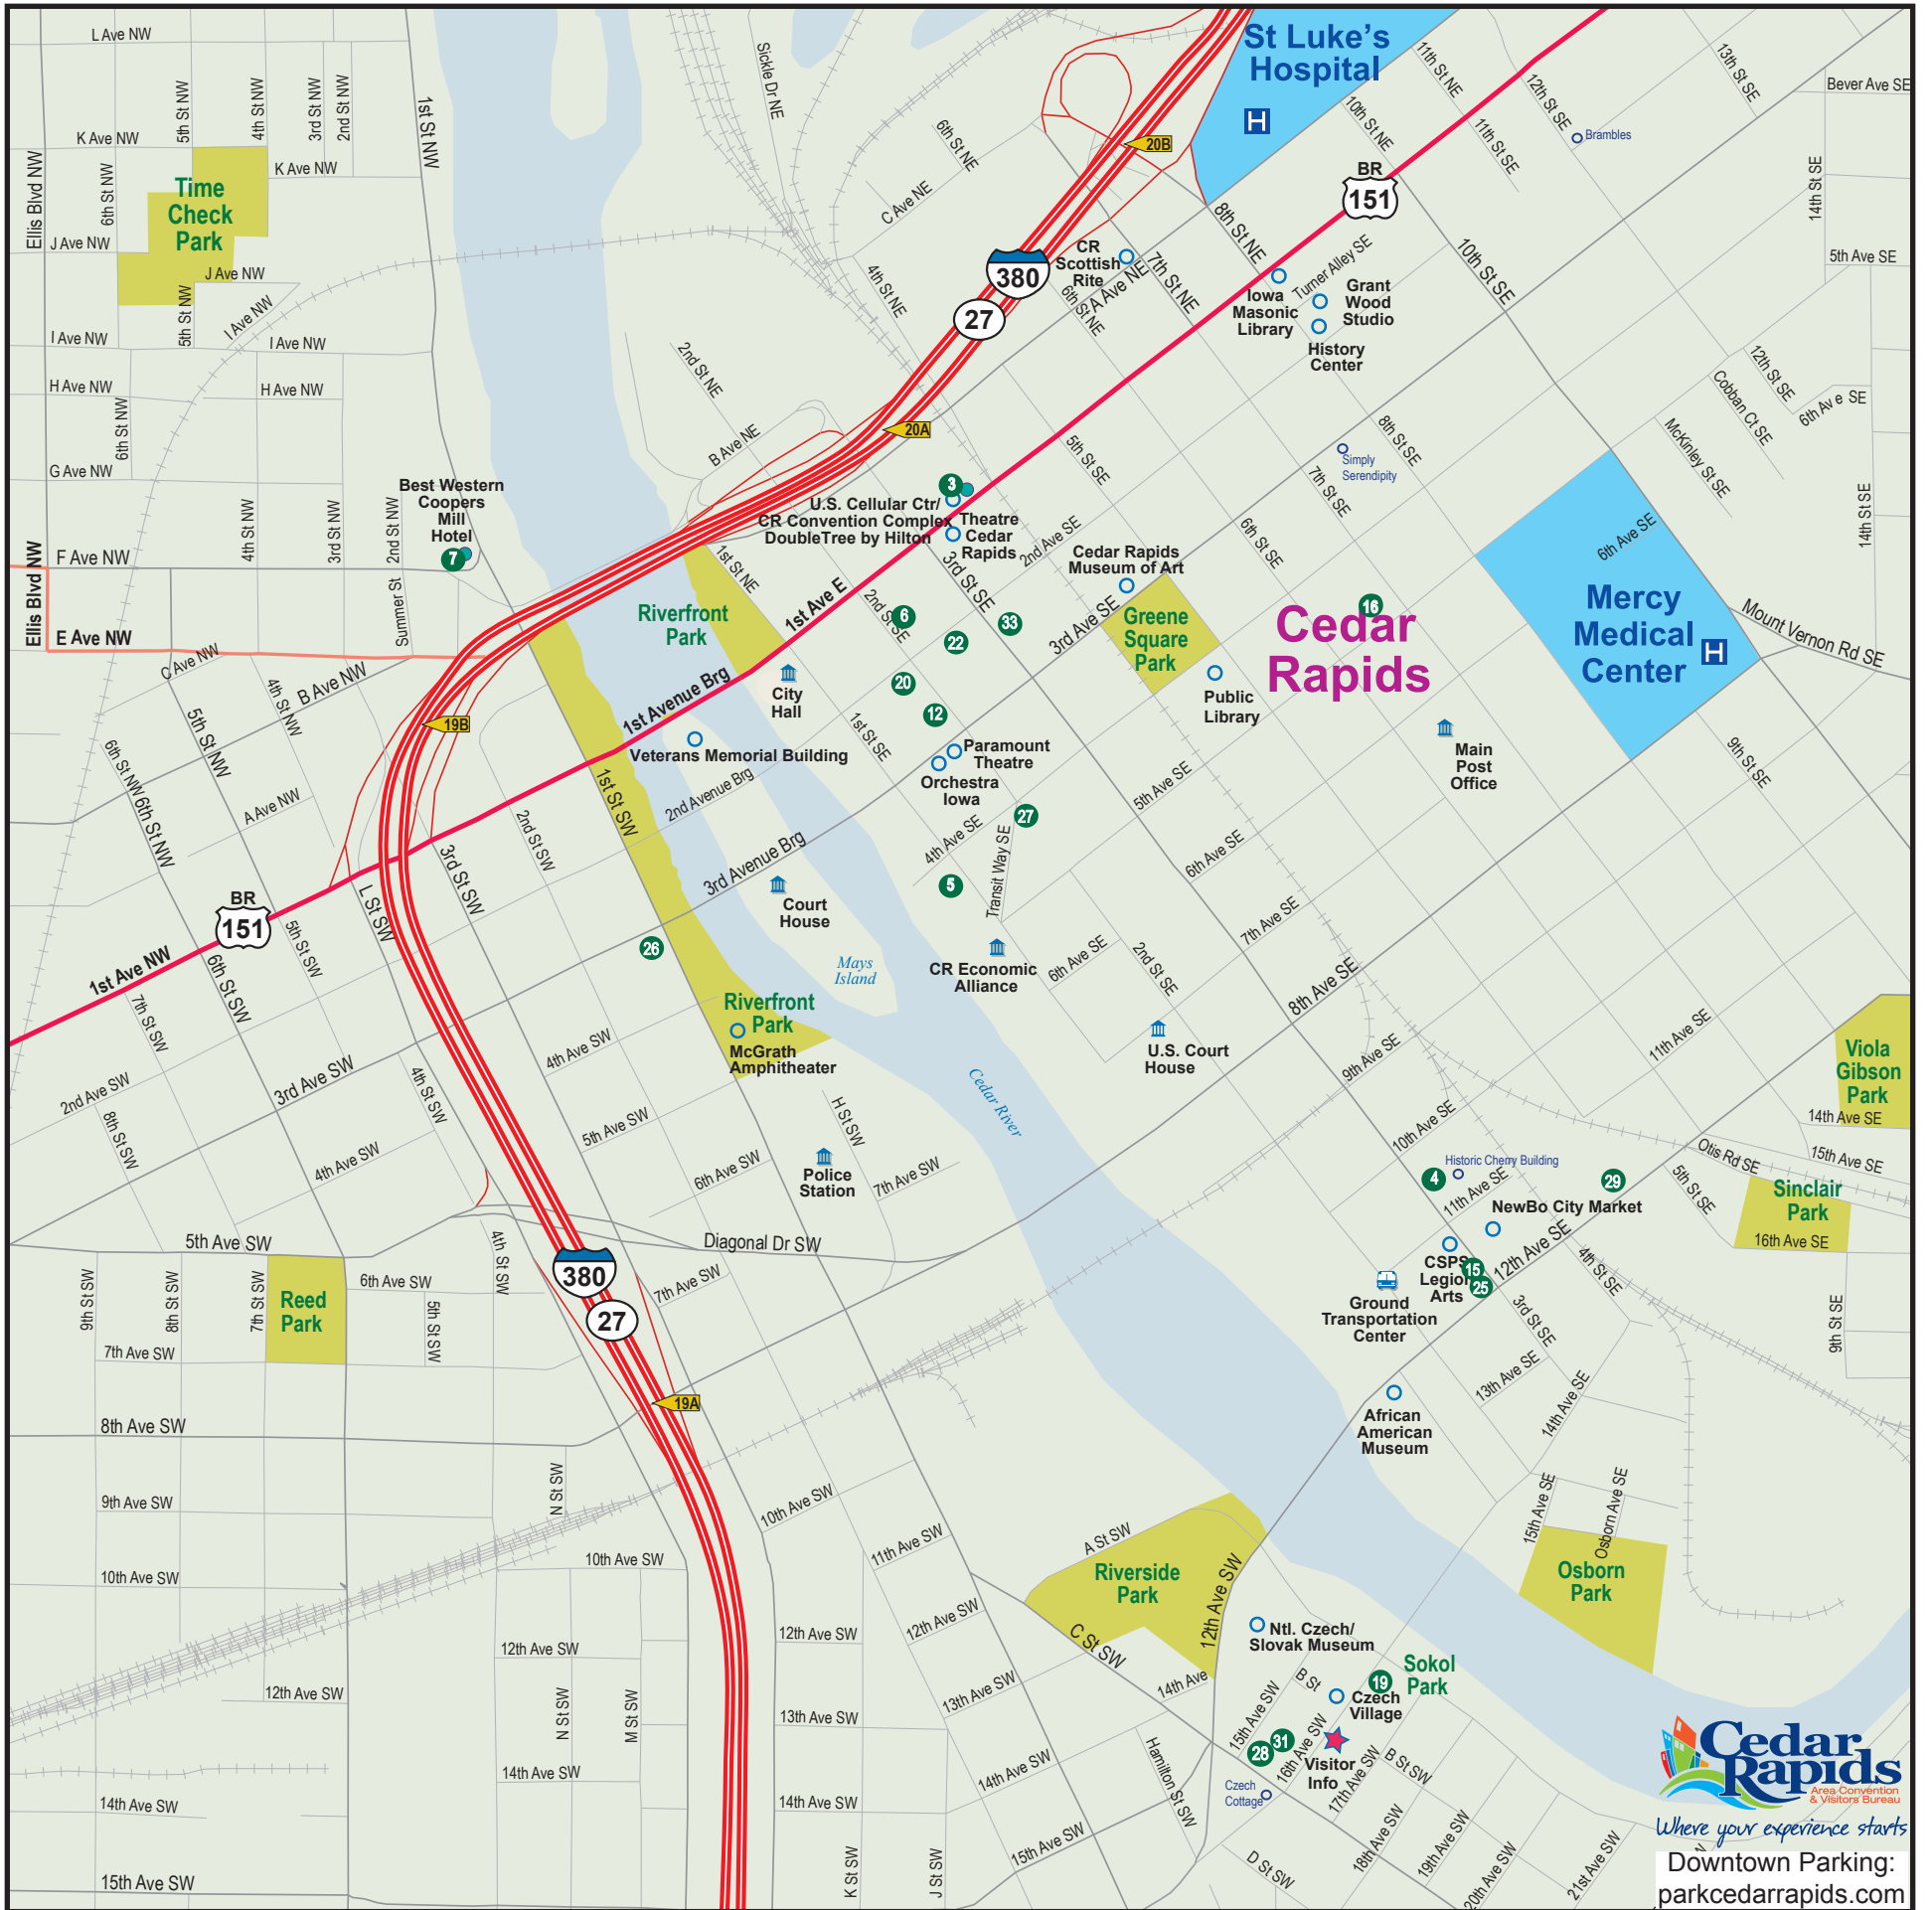 L Ave NW
5th St NW
4th St NW
3rd St NW
2nd St NW
1st St NW
K Ave NW
K Ave NW
Ellis Blvd NW
6th St NW
Time
Check
Park
J Ave NW
J Ave NW
5th St NW
I Ave NW
I Ave NW
I Ave NW
H Ave NW
H Ave NW
6th St NW
G Ave NW
4th St NW
3rd St NW
2nd St NW
Best Western
Coopers
Mill
Hotel
7
F Ave NW
Ellis Blvd NW
E Ave NW
Summer St
C Ave NW
B Ave NW
4th St NW
5th St NW
6th St NW
6th St NW
A Ave NW
19B
Sickle Dr NE
6th St NE
C Ave NE
4th St NE
2nd St NE
B Ave NE
20A
20B
380
27
St Luke's
Hospital
H
11th St NE
10th St NE
12th St SE
11th St SE
13th St SE
Brambles
Bever Ave SE
14th St SE
5th Ave SE
BR
151
8th St NE
7th St NE
CR
Scottish
Rite
A Ave NE
6th St NE
Turner Alley SE
Iowa
Masonic
Library
Grant
Wood
Studio
History
Center
10th St SE
12th St SE
Cobban Ct SE
6th Ave SE
McKinley St SE
14th St SE
8th St SE
7th St SE
Simply
Serendipity
6th St SE
5th St SE
3
U.S. Cellular Ctr/
CR Convention Complex
DoubleTree by Hilton
Theatre
Cedar
Rapids
2nd Ave SE
3rd St SE
Cedar Rapids
Museum of Art
Greene
Square
Park
3rd Ave SE
Public
Library
16
Cedar
Rapids
6th Ave SE
Mercy
Medical
Center
H
Mount Vernon Rd SE
9th St SE
Main
Post
Office
1st St NE
Riverfront
Park
1st Ave E
2nd St SE
6
33
22
20
12
City
Hall
1st Avenue Brg
Veterans Memorial Building
2nd Avenue Brg
1st St SE
Paramount
Theatre
Orchestra
Iowa
27
4th Ave SE
Transit Way SE
5
5th Ave SE
6th Ave SE
7th Ave SE
8th Ave SE
3rd Avenue Brg
Court
House
Mays
Island
CR Economic
Alliance
6th Ave SE
2nd St SE
U.S. Court
House
Cedar River
1st St SW
2nd St SW
3rd St SW
L St SW
BR
151
1st Ave NW
5th St SW
6th St SW
7th St SW
2nd Ave SW
3rd Ave SW
8th St SW
4th Ave SW
4th St SW
26
Riverfront
Park
McGrath
Amphitheater
4th Ave SW
5th Ave SW
6th Ave SW
H St SW
7th Ave SW
Police
Station
Diagonal Dr SW
9th Ave SE
10th Ave SE
11th Ave SE
Historic Cherry Building
4
11th Ave SE
29
NewBo City Market
CSPS
Legion
Arts
15
25
12th Ave SE
Ground
Transportation
Center
4th St SE
3rd St SE
5th St SE
Otis Rd SE
Viola
Gibson
Park
14th Ave SE
15th Ave SE
Sinclair
Park
16th Ave SE
9th St SE
13th Ave SE
14th Ave SE
African
American
Museum
15th Ave SE
Osborn Ave SE
Osborn
Park
5th Ave SW
9th St SW
8th St SW
7th St SW
Reed
Park
6th Ave SW
5th St SW
4th St SW
7th Ave SW
7th Ave SW
380
27
19A
8th Ave SW
9th Ave SW
N St SW
10th Ave SW
10th Ave SW
10th Ave SW
11th Ave SW
12th Ave SW
12th Ave SW
12th Ave SW
12th Ave SW
N St SW
M St SW
13th Ave SW
13th Ave SW
14th Ave SW
14th Ave SW
14th Ave SW
14th Ave SW
15th Ave SW
15th Ave SW
K St SW
J St SW
Hamilton St SW
A St SW
Riverside
Park
C St SW
12th Ave SW
14th Ave
Ntl. Czech/
Slovak Museum
B St
Sokol
Park
19
Czech
Village
15th Ave SW
16th Ave SW
28
31
Visitor
Info
17th Ave SW
B St SW
Czech
Cottage
D St SW
18th Ave SW
19th Ave SW
20th Ave SW
21st Ave SW
Cedar
Rapids
Area Convention
& Visitors Bureau
Where your experience starts
Downtown Parking:
parkcedarrapids.com